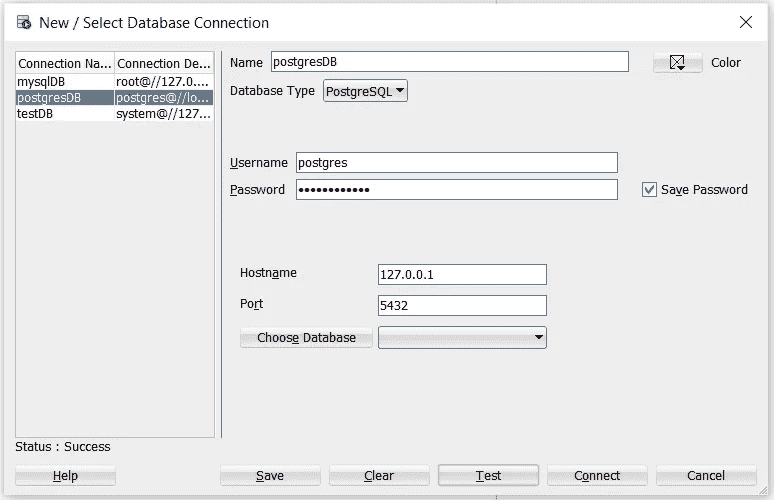 New / Select Database Connection
Connection Na... Connection De...
mysqlDB root@//127.0....
postgresDB postgres@//lo...
testDB system@//127...
Name postgresDB Color
Database Type PostgreSQL
Username postgres
Password •••••••••••• Save Password
Hostname 127.0.0.1
Port 5432
Choose Database
Status : Success
Help Save Clear Test Connect Cancel